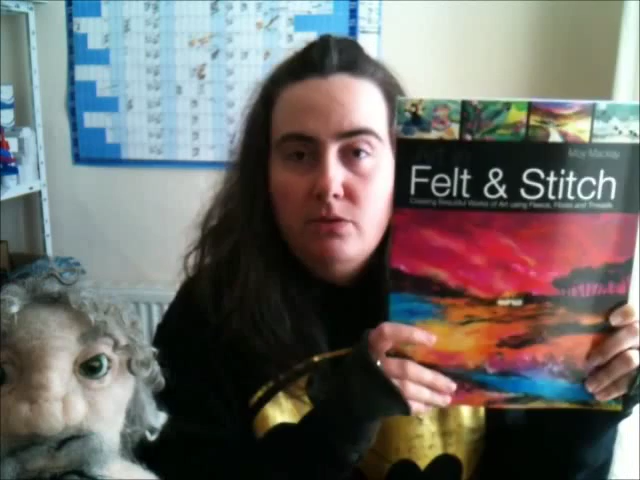 Moy Mackay
Felt & Stitch
Creating Beautiful Works of Art using Fleece, Fibres and Threads